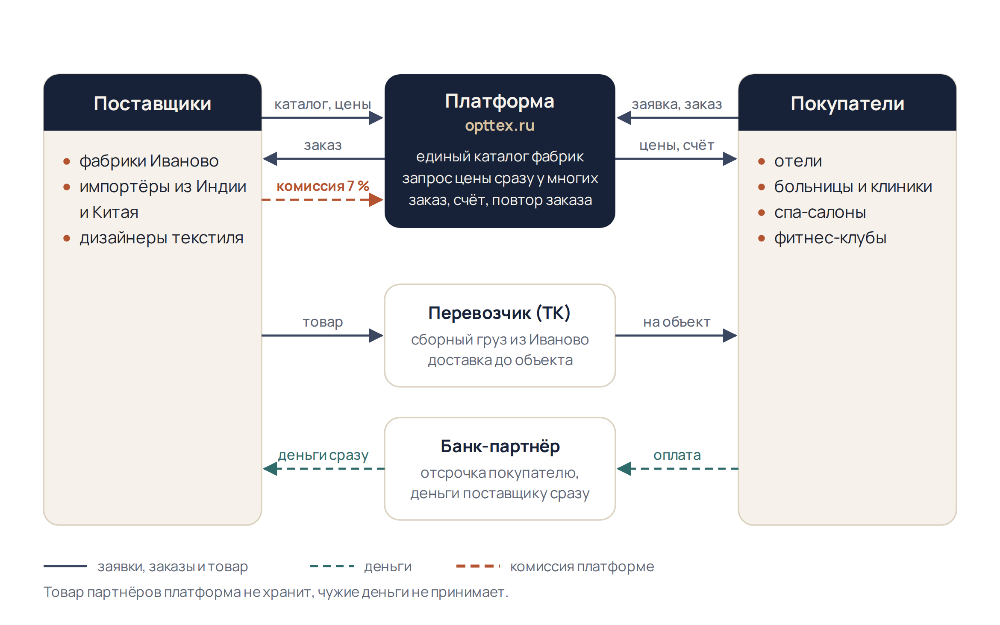 Поставщики
фабрики Иваново
импортёры из Индии
и Китая
дизайнеры текстиля
каталог, цены
заказ
комиссия 7 %
товар
деньги сразу
Платформа
opttex.ru
единый каталог фабрик
запрос цены сразу у многих
заказ, счёт, повтор заказа
Перевозчик (ТК)
сборный груз из Иваново
доставка до объекта
Банк-партнёр
отсрочка покупателю,
деньги поставщику сразу
заявка, заказ
цены, счёт
на объект
оплата
Покупатели
отели
больницы и клиники
спа-салоны
фитнес-клубы
заявки, заказы и товар
деньги
комиссия платформе
Товар партнёров платформа не хранит, чужие деньги не принимает.